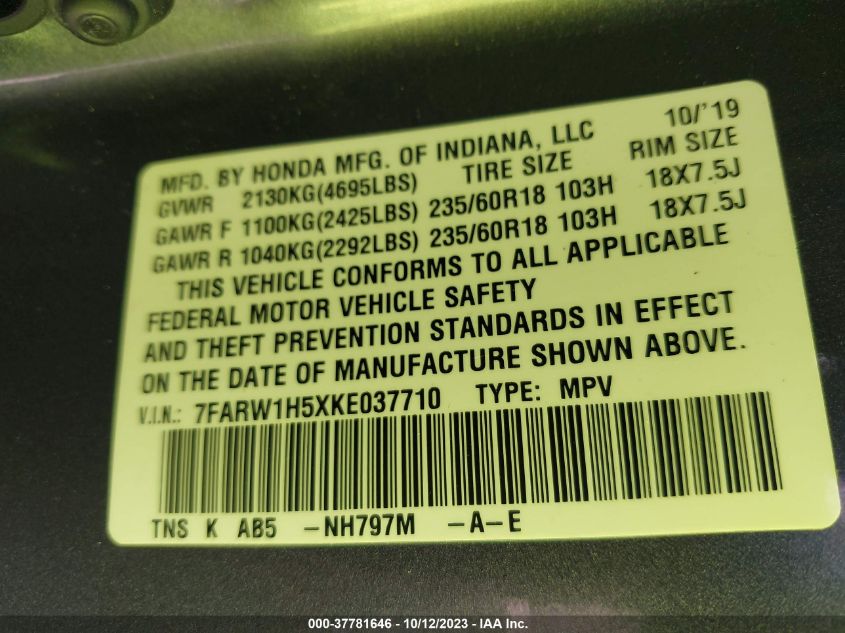 MFD. BY HONDA MFG. OF INDIANA, LLC 10/'19
GVWR 2130KG(4695LBS) TIRE SIZE RIM SIZE
GAWR F 1100KG(2425LBS) 235/60R18 103H 18X7.5J
GAWR R 1040KG(2292LBS) 235/60R18 103H 18X7.5J
THIS VEHICLE CONFORMS TO ALL APPLICABLE
FEDERAL MOTOR VEHICLE SAFETY
AND THEFT PREVENTION STANDARDS IN EFFECT
ON THE DATE OF MANUFACTURE SHOWN ABOVE.
V.I.N.: 7FARW1H5XKE037710 TYPE: MPV
TNS K AB5 -NH797M -A-E
000-37781646 - 10/12/2023 - IAA Inc.